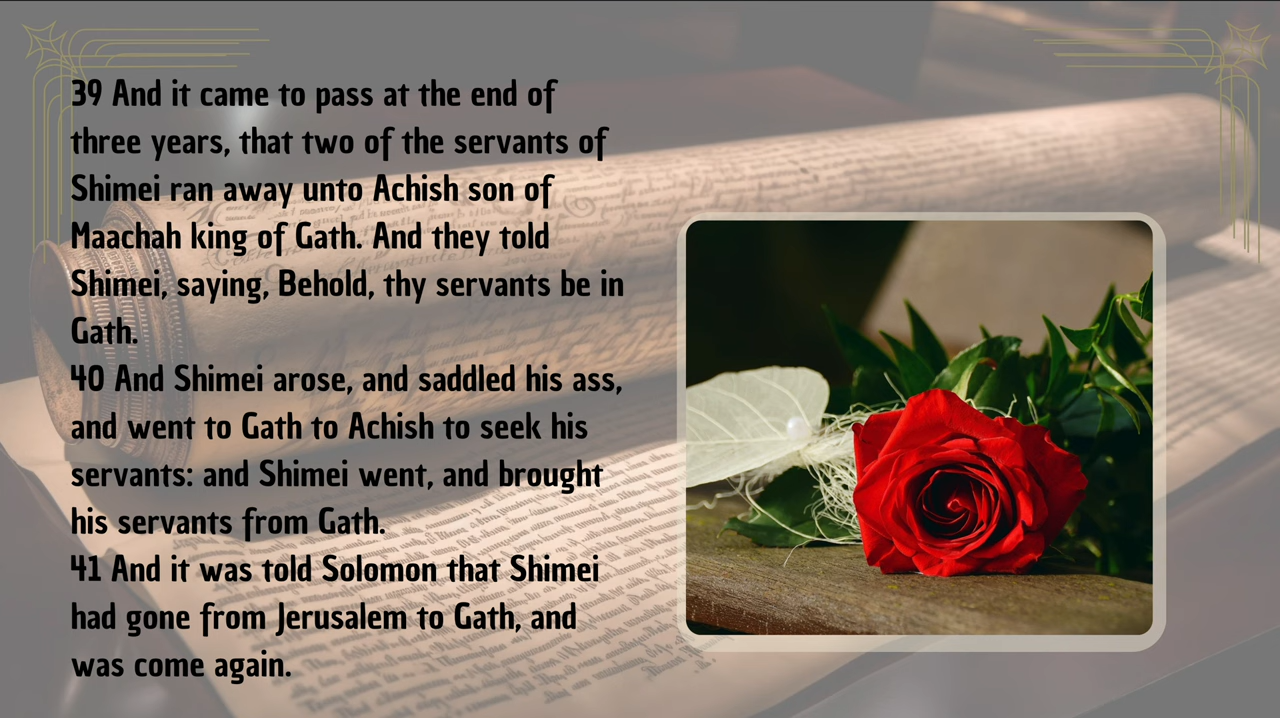 39 And it came to pass at the end of
three years, that two of the servants of
Shimei ran away unto Achish son of
Maachah king of Gath. And they told
Shimei, saying, Behold, thy servants be in
Gath.
40 And Shimei arose, and saddled his ass,
and went to Gath to Achish to seek his
servants: and Shimei went, and brought
his servants from Gath.
41 And it was told Solomon that Shimei
had gone from Jerusalem to Gath, and
was come again.